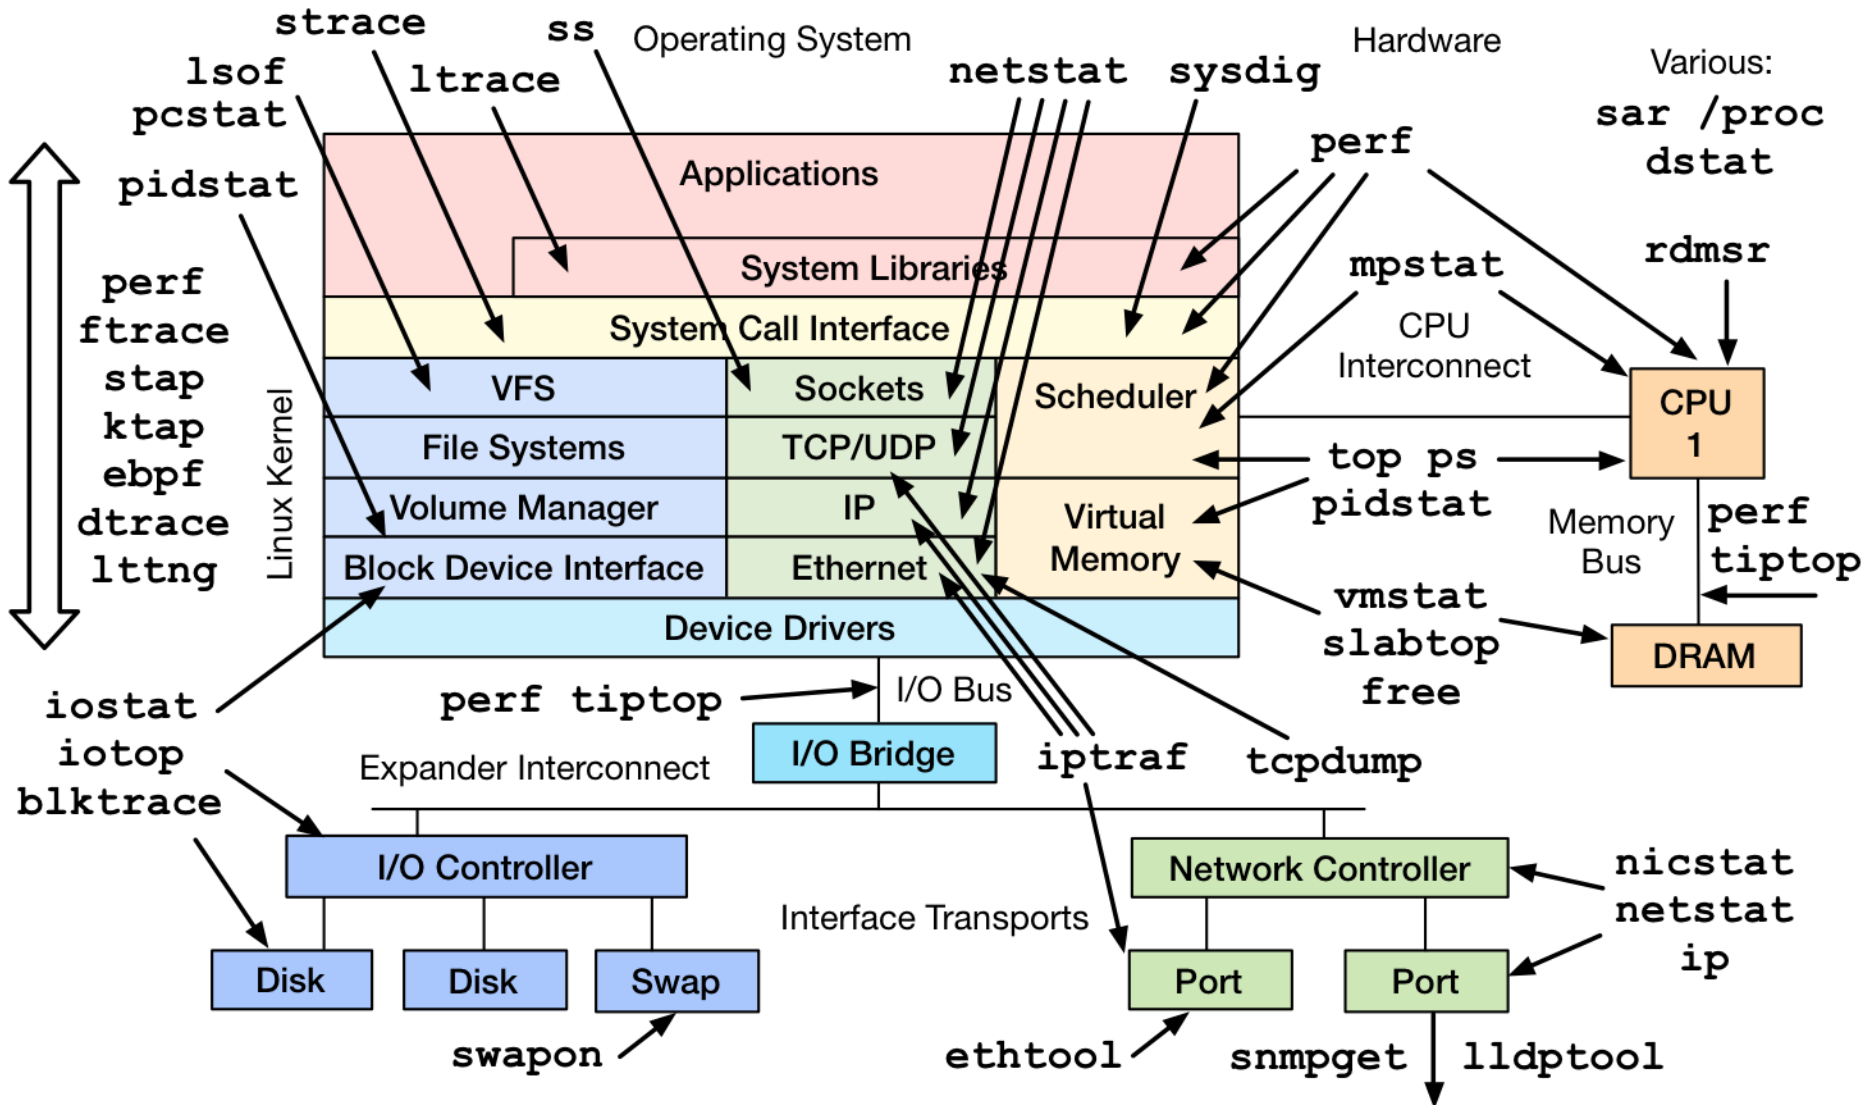 strace
ss
Operating System
Hardware
lsof
pcstat
ltrace
netstat
sysdig
Various:
sar /proc
dstat
perf
pidstat
Applications
System Libraries
mpstat
rdmsr
perf
ftrace
stap
ktap
ebpf
dtrace
lttng
Linux Kernel
System Call Interface
CPU
Interconnect
VFS
Sockets
Scheduler
CPU
1
File Systems
TCP/UDP
top ps
pidstat
Volume Manager
IP
Virtual
Memory
Memory
Bus
perf
tiptop
Block Device Interface
Ethernet
vmstat
slabtop
free
Device Drivers
DRAM
iostat
iotop
blktrace
perf tiptop
I/O Bus
I/O Bridge
iptraf
tcpdump
Expander Interconnect
I/O Controller
Network Controller
nicstat
netstat
ip
Interface Transports
Disk
Disk
Swap
Port
Port
swapon
ethtool
snmpget
lldptool